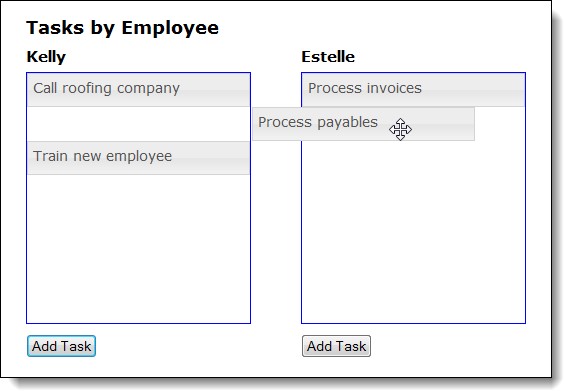 Tasks by Employee
Kelly
Estelle
Call roofing company
Process invoices
Process payables
Train new employee
Add Task
Add Task